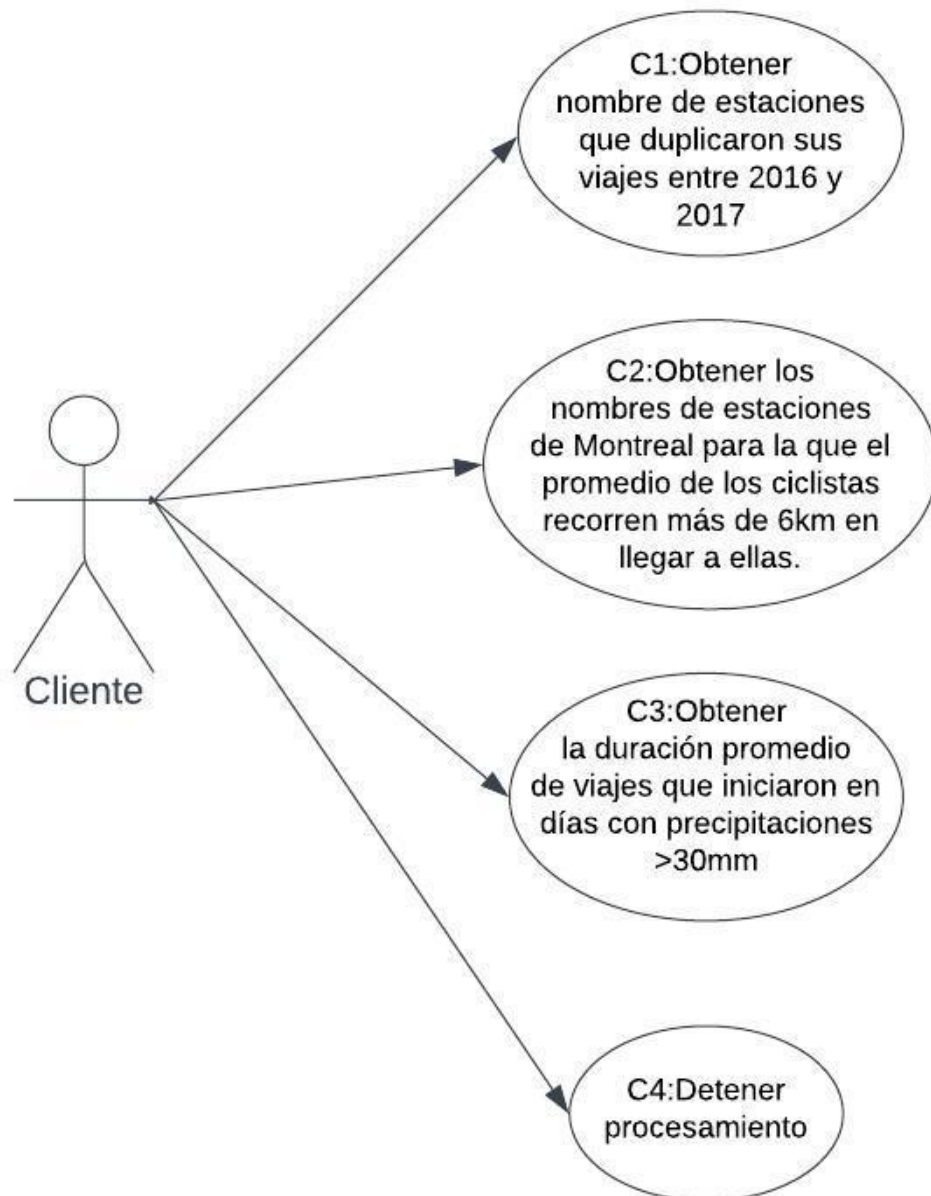 C1:Obtener
nombre de estaciones
que duplicaron sus
viajes entre 2016 y
2017
C2:Obtener los
nombres de estaciones
de Montreal para la que el
promedio de los ciclistas
recorren más de 6km en
llegar a ellas.
Cliente
C3:Obtener
la duración promedio
de viajes que iniciaron en
días con precipitaciones
>30mm
C4:Detener
procesamiento